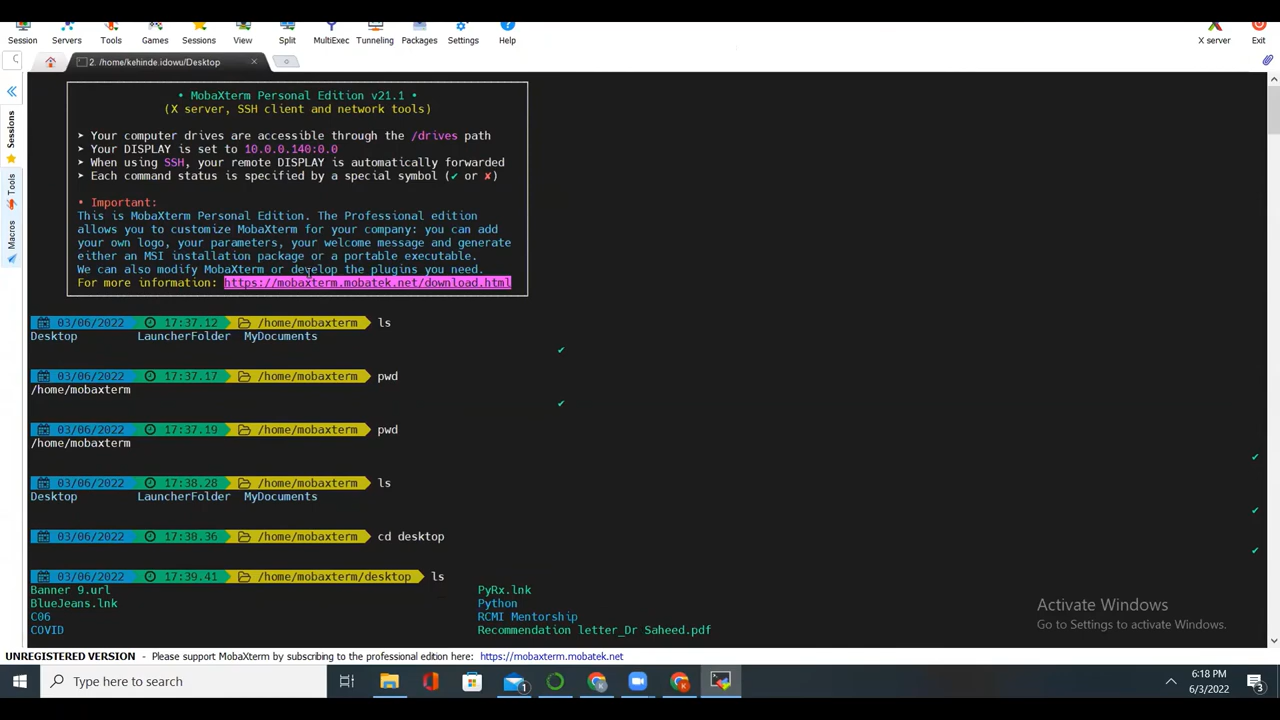 Session Servers Tools Games Sessions View Split MultiExec Tunneling Packages Settings Help X server Exit
2. /home/kehinde.idowu/Desktop
Sessions
Tools
Macros
• MobaXterm Personal Edition v21.1 •
(X server, SSH client and network tools)
➤ Your computer drives are accessible through the /drives path
➤ Your DISPLAY is set to 10.0.0.140:0.0
➤ When using SSH, your remote DISPLAY is automatically forwarded
➤ Each command status is specified by a special symbol (✔ or ✘)
• Important:
This is MobaXterm Personal Edition. The Professional edition
allows you to customize MobaXterm for your company: you can add
your own logo, your parameters, your welcome message and generate
either an MSI installation package or a portable executable.
We can also modify MobaXterm or develop the plugins you need.
For more information: https://mobaxterm.mobatek.net/download.html
03/06/2022 17:37.12 /home/mobaxterm ls
Desktop LauncherFolder MyDocuments
03/06/2022 17:37.17 /home/mobaxterm pwd
/home/mobaxterm
03/06/2022 17:37.19 /home/mobaxterm pwd
/home/mobaxterm
03/06/2022 17:38.28 /home/mobaxterm ls
Desktop LauncherFolder MyDocuments
03/06/2022 17:38.36 /home/mobaxterm cd desktop
03/06/2022 17:39.41 /home/mobaxterm/desktop ls
Banner 9.url PyRx.lnk
BlueJeans.lnk Python
C06 RCMI Mentorship
COVID Recommendation letter_Dr Saheed.pdf
Activate Windows
Go to Settings to activate Windows.
UNREGISTERED VERSION - Please support MobaXterm by subscribing to the professional edition here: https://mobaxterm.mobatek.net
Type here to search
1
6:18 PM
6/3/2022
3